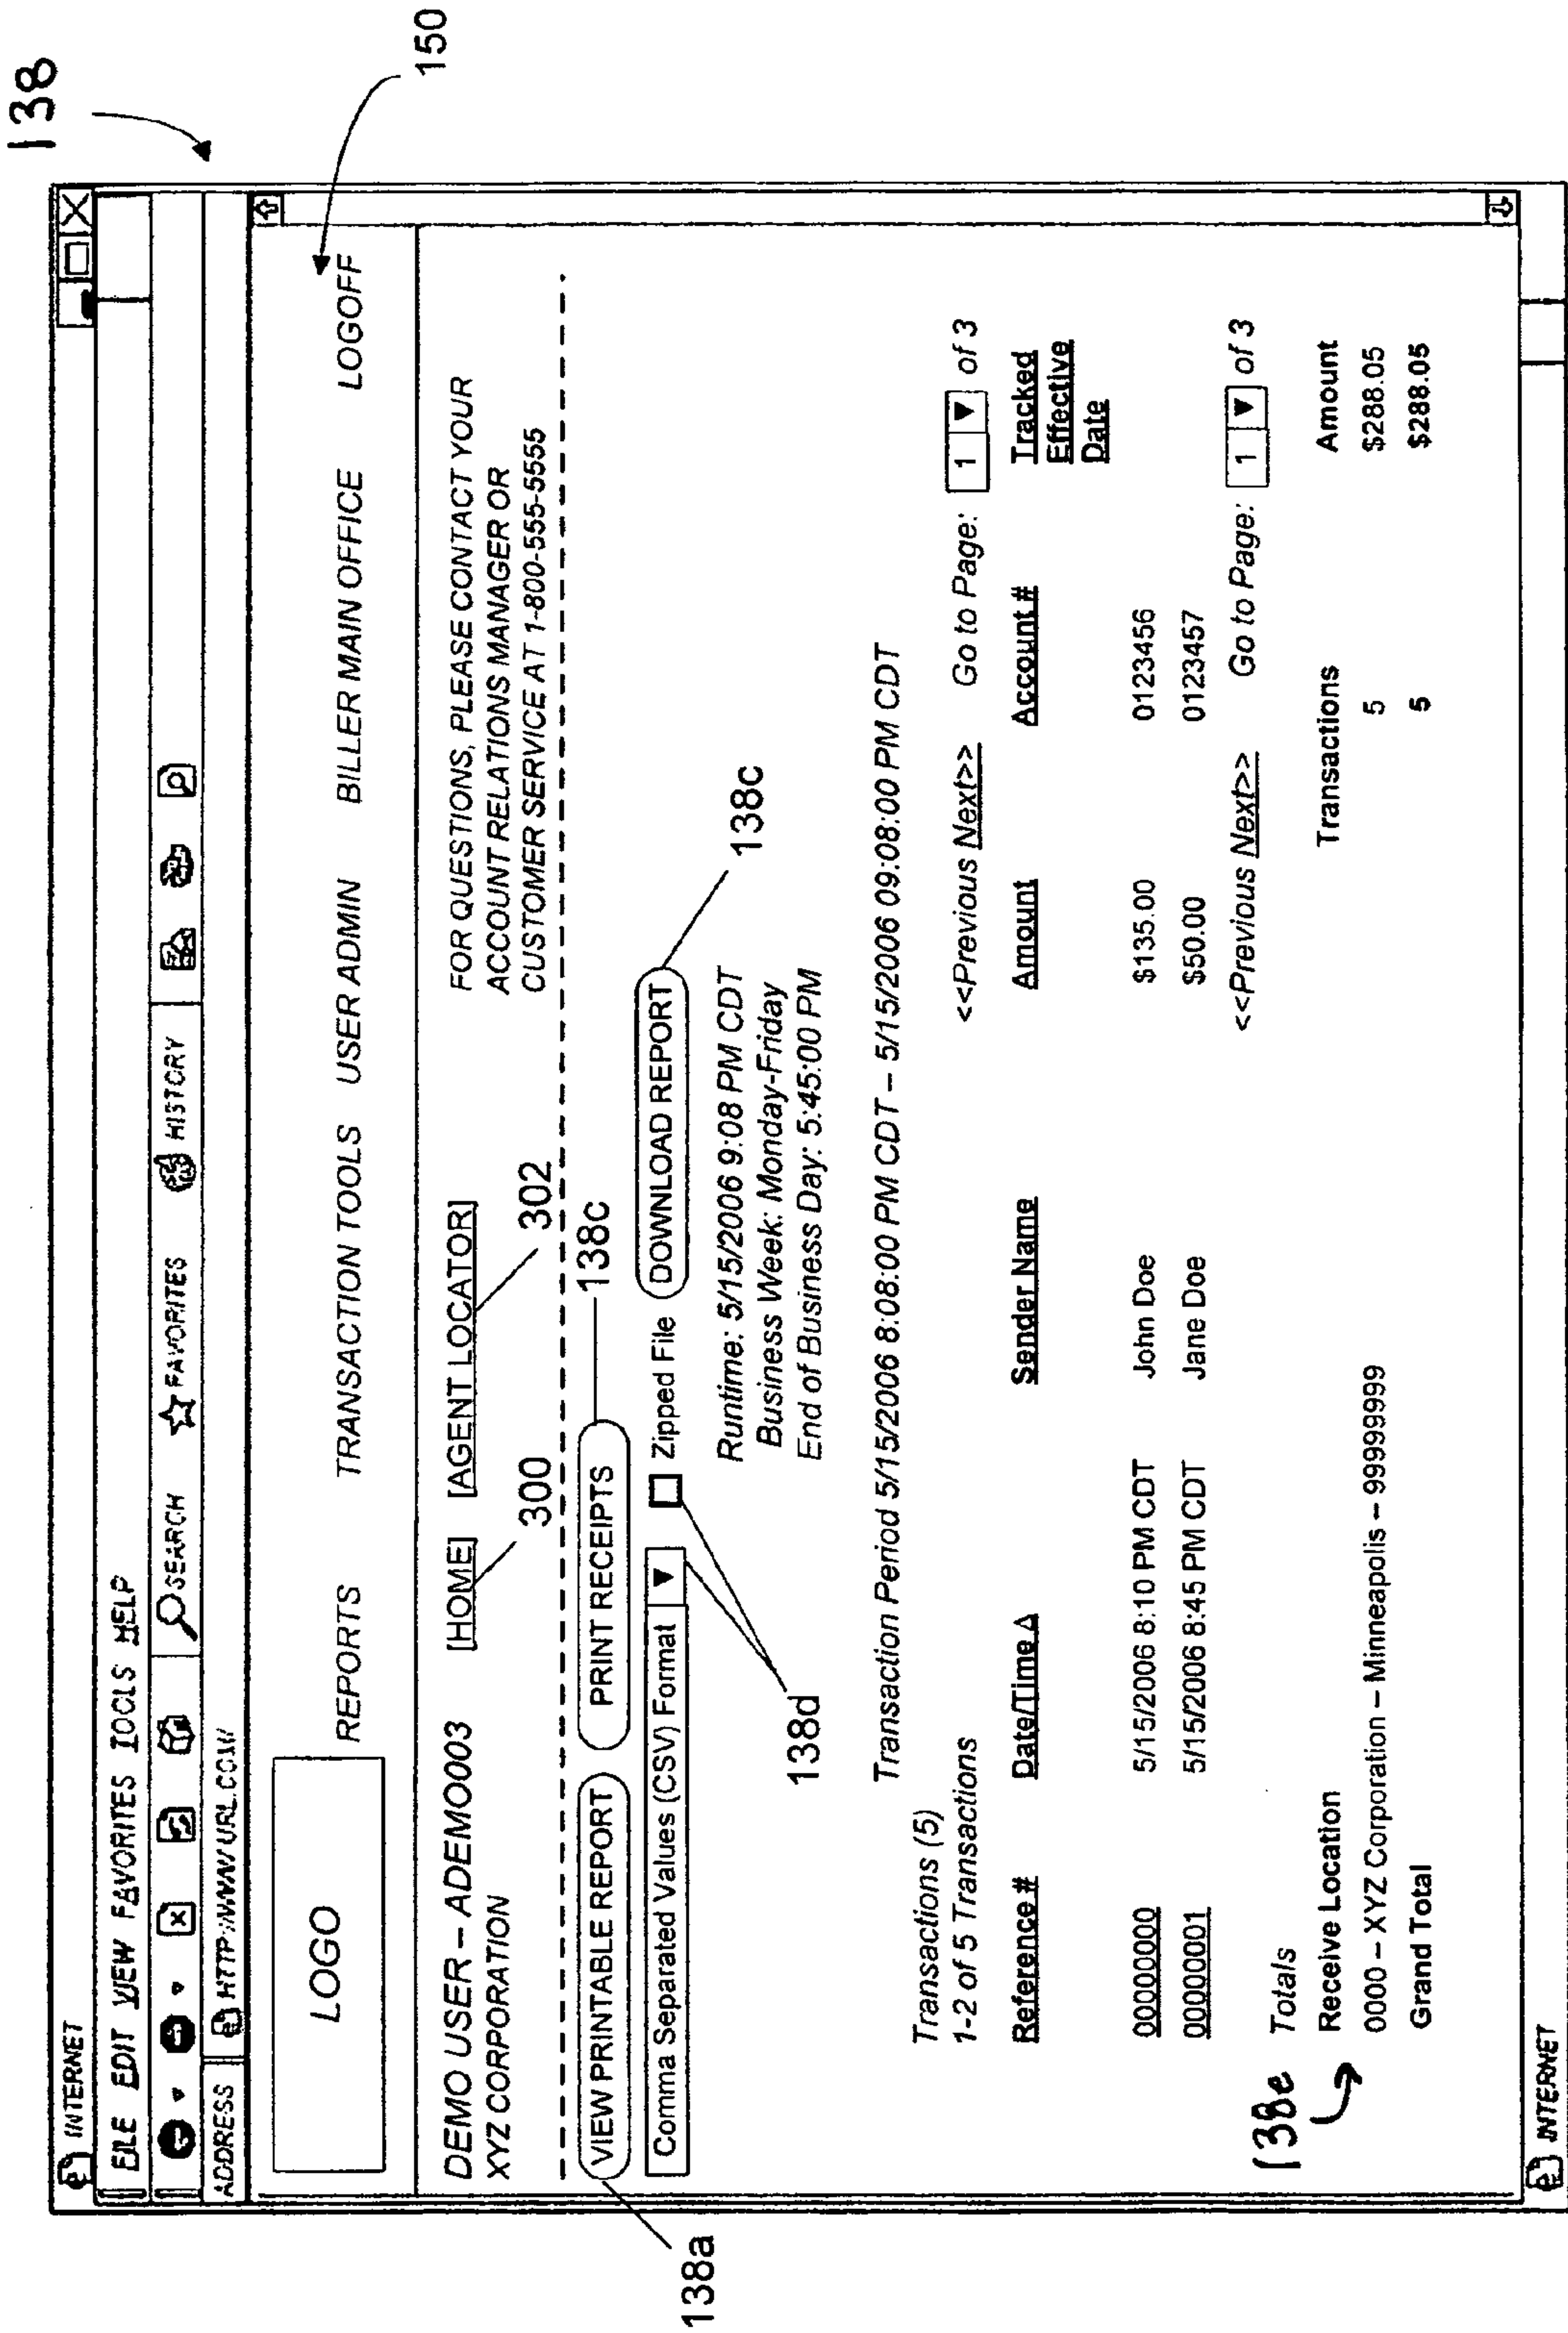 138
INTERNET
FILE EDIT VIEW FAVORITES TOOLS HELP
SEARCH FAVORITES HISTORY
ADDRESS HTTP://WWW.URL.COM/
150
LOGO REPORTS TRANSACTION TOOLS USER ADMIN BILLER MAIN OFFICE LOGOFF
DEMO USER – ADEMO003 [HOME] [AGENT LOCATOR] FOR QUESTIONS, PLEASE CONTACT YOUR
XYZ CORPORATION ACCOUNT RELATIONS MANAGER OR
300 302 CUSTOMER SERVICE AT 1-800-555-5555
138a VIEW PRINTABLE REPORT PRINT RECEIPTS 138c
Comma Separated Values (CSV) Format ▼ Zipped File DOWNLOAD REPORT 138c
138d
Runtime: 5/15/2006 9:08 PM CDT
Business Week: Monday-Friday
End of Business Day: 5:45:00 PM
Transaction Period 5/15/2006 8:08:00 PM CDT – 5/15/2006 09:08:00 PM CDT
Transactions (5)
1-2 of 5 Transactions <<Previous Next>> Go to Page: 1 ▼ of 3
Reference # Date/Time Δ Sender Name Amount Account # Tracked
Effective
Date
00000000 5/15/2006 8:10 PM CDT John Doe $135.00 0123456
00000001 5/15/2006 8:45 PM CDT Jane Doe $50.00 0123457
<<Previous Next>> Go to Page: 1 ▼ of 3
138e
Totals
Receive Location Transactions Amount
0000 – XYZ Corporation – Minneapolis – 99999999 5 $288.05
Grand Total 5 $288.05
INTERNET